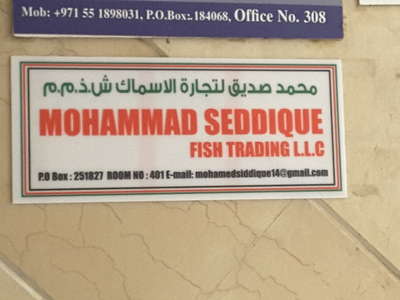 Mob: +971 55 1898031, P.O.Box:.184068, Office No. 308
محمد صديق لتجارة الاسماك ش.ذ.م.م
MOHAMMAD SEDDIQUE
FISH TRADING L.L.C
P.O Box : 251827 ROOM NO : 401 E-mail: mohamedsiddique14@gmail.com